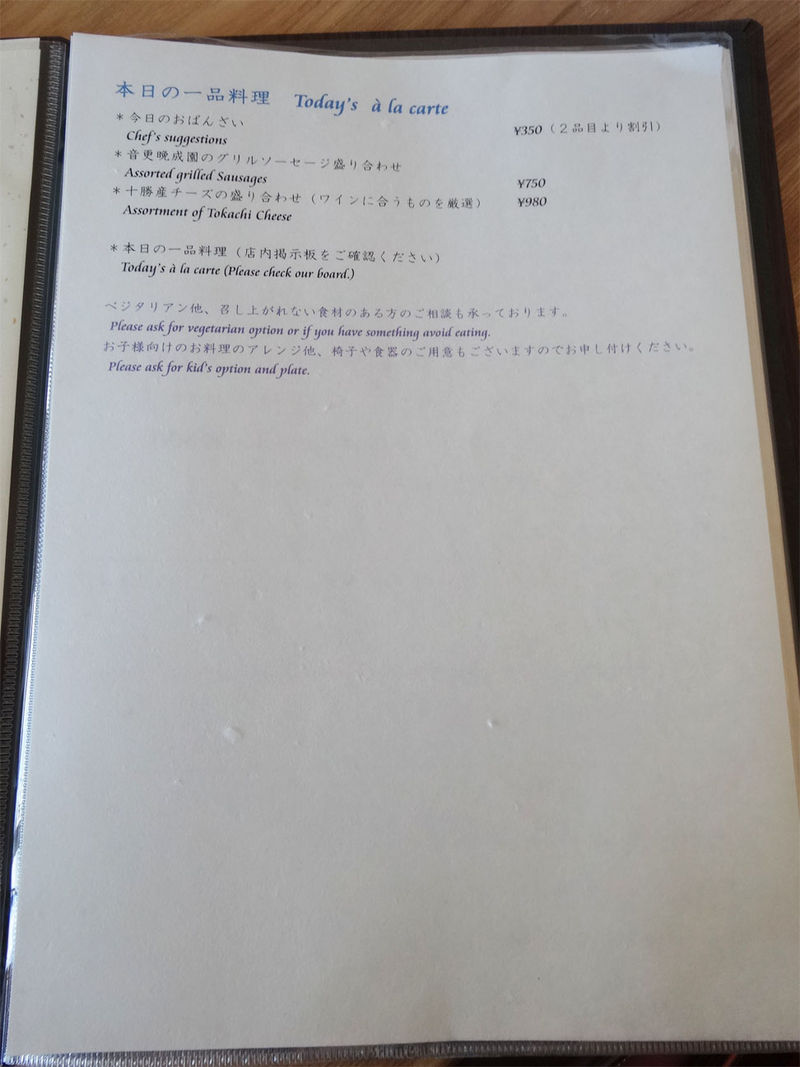 本日の一品料理 Today's à la carte
＊今日のおばんざい ¥350（２品目より割引）
Chef's suggestions
＊音更晩成園のグリルソーセージ盛り合わせ
Assorted grilled Sausages ¥750
＊十勝産チーズの盛り合わせ（ワインに合うものを厳選） ¥980
Assortment of Tokachi Cheese
＊本日の一品料理（店内掲示板をご確認ください）
Today's à la carte (Please check our board.)
ベジタリアン他、召し上がれない食材のある方のご相談も承っております。
Please ask for vegetarian option or if you have something avoid eating.
お子様向けのお料理のアレンジ他、椅子や食器のご用意もございますのでお申し付けください。
Please ask for kid's option and plate.